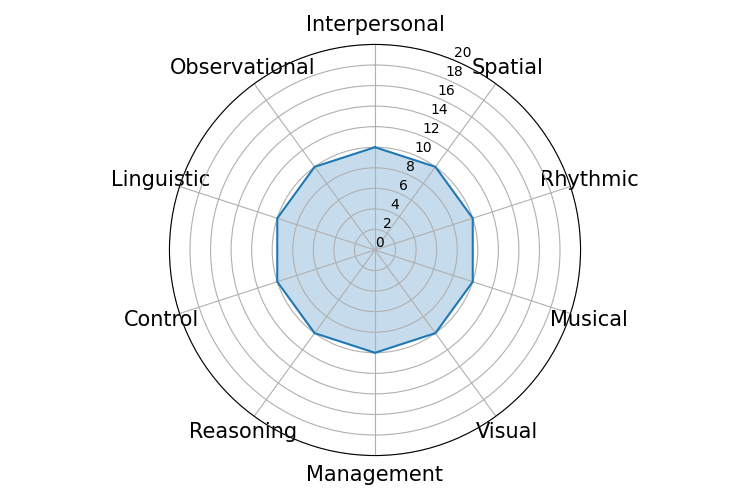 Interpersonal
20
Observational
18
Spatial
16
14
12
10
8
Linguistic
6
Rhythmic
4
2
0
Control
Musical
Reasoning
Visual
Management